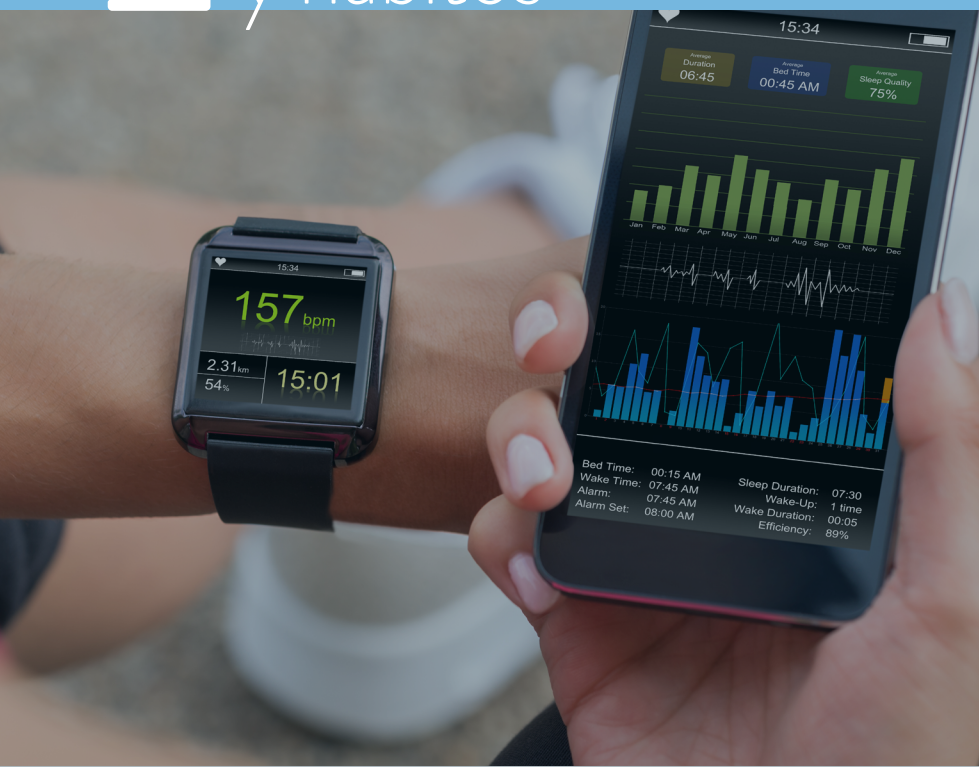 15:34
Average
Duration
06:45
Average
Bed Time
00:45 AM
Average
Sleep Quality
75%
Jan Feb Mar Apr May Jun Jul Aug Sep Oct Nov Dec
Bed Time: 00:15 AM
Wake Time: 07:45 AM
Alarm: 07:45 AM
Alarm Set: 08:00 AM
Sleep Duration: 07:30
Wake-Up: 1 time
Wake Duration: 00:05
Efficiency: 89%
15:34
157bpm
2.31km
54%
15:01